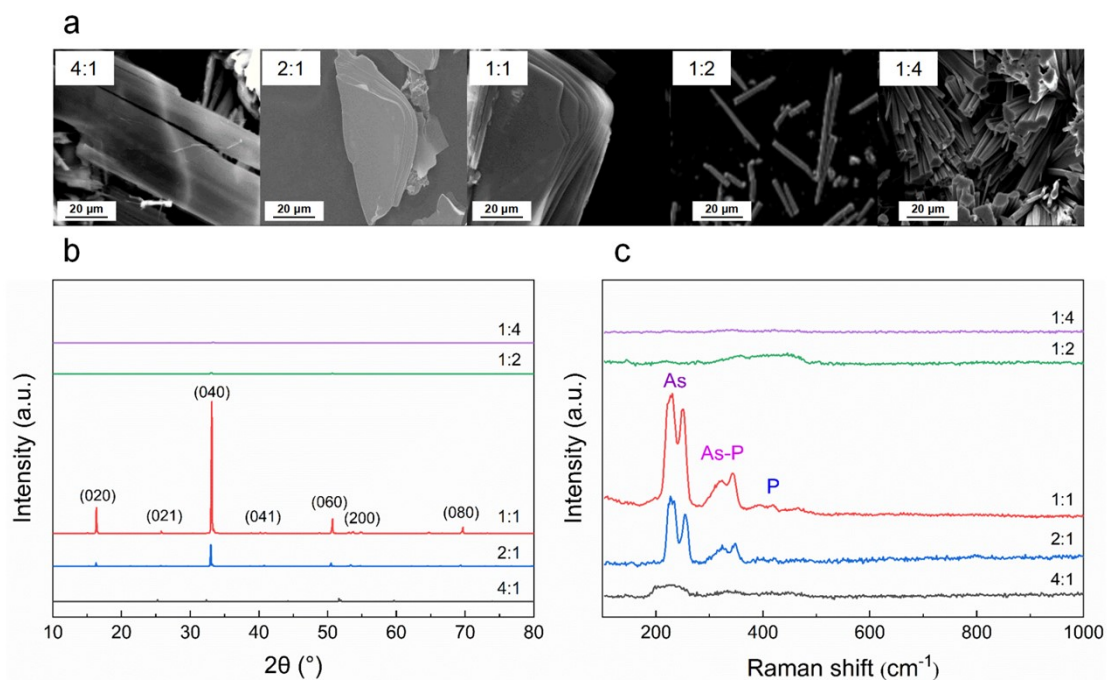 a
4:1
2:1
1:1
1:2
1:4
20 µm
20 µm
20 µm
20 µm
20 µm
b
Intensity (a.u.)
1:4
1:2
(040)
(020)
(021)
(041)
(060)
(200)
(080)
1:1
2:1
4:1
10 20 30 40 50 60 70 80
2θ (°)
c
Intensity (a.u.)
1:4
1:2
As
As-P
P
1:1
2:1
4:1
200 400 600 800 1000
Raman shift (cm⁻¹)